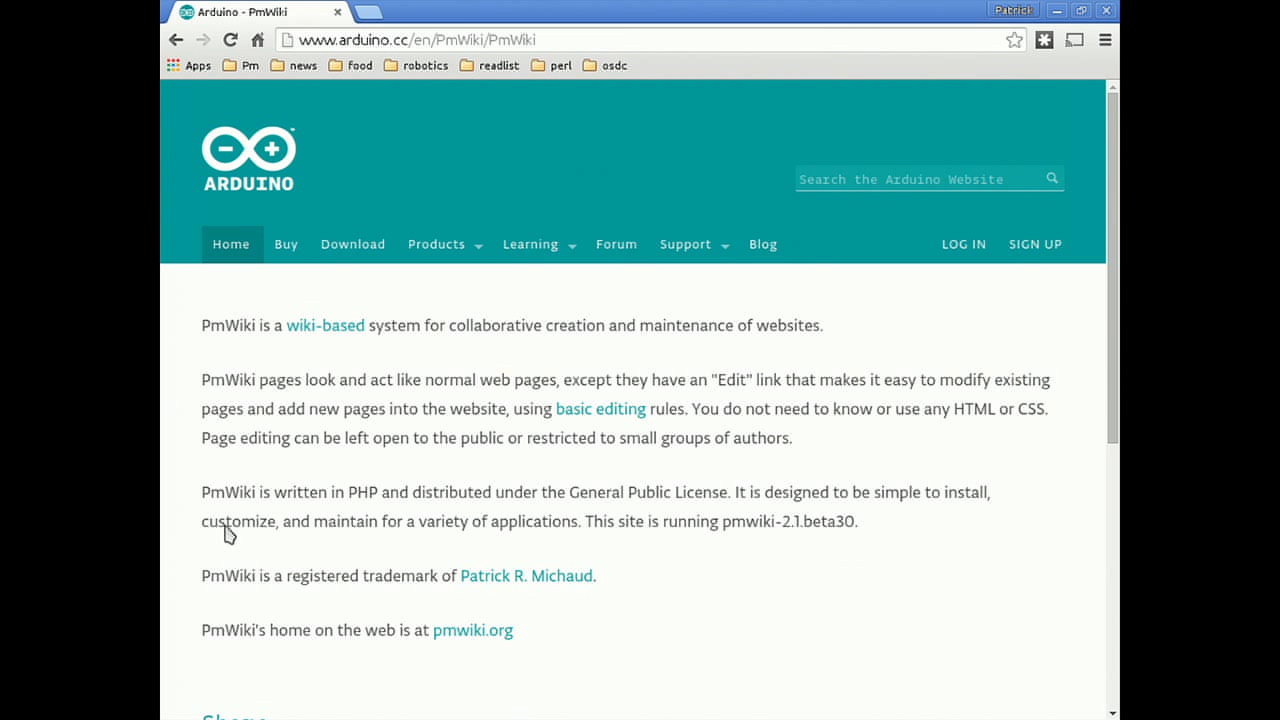 Arduino - PmWiki
Patrick
www.arduino.cc/en/PmWiki/PmWiki
Apps Pm news food robotics readlist perl osdc
ARDUINO
Search the Arduino Website
Home Buy Download Products Learning Forum Support Blog LOG IN SIGN UP
PmWiki is a wiki-based system for collaborative creation and maintenance of websites.
PmWiki pages look and act like normal web pages, except they have an "Edit" link that makes it easy to modify existing
pages and add new pages into the website, using basic editing rules. You do not need to know or use any HTML or CSS.
Page editing can be left open to the public or restricted to small groups of authors.
PmWiki is written in PHP and distributed under the General Public License. It is designed to be simple to install,
customize, and maintain for a variety of applications. This site is running pmwiki-2.1.beta30.
PmWiki is a registered trademark of Patrick R. Michaud.
PmWiki's home on the web is at pmwiki.org